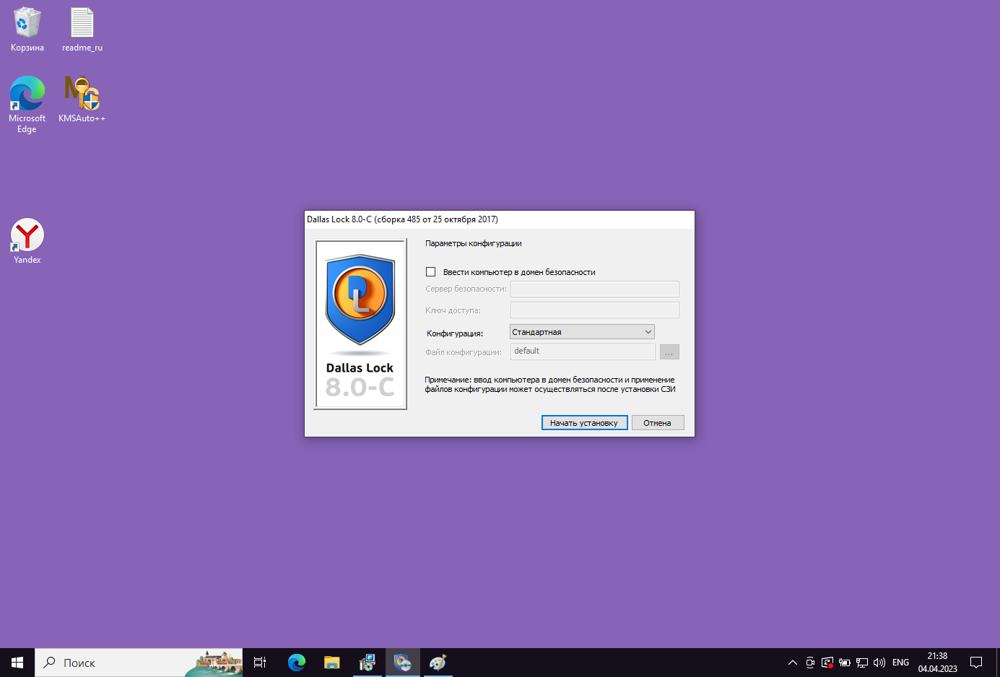 Корзина
readme_ru
Microsoft
Edge
KMSAuto++
Yandex
Dallas Lock 8.0-C (сборка 485 от 25 октября 2017)
Параметры конфигурации
Ввести компьютер в домен безопасности
Сервер безопасности:
Ключ доступа:
Конфигурация: Стандартная
Файл конфигурации: default ...
Примечание: ввод компьютера в домен безопасности и применение
файлов конфигурации может осуществляться после установки СЗИ
DL
Dallas Lock
8.0-C
Начать установку Отмена
Поиск
ENG
21:38
04.04.2023